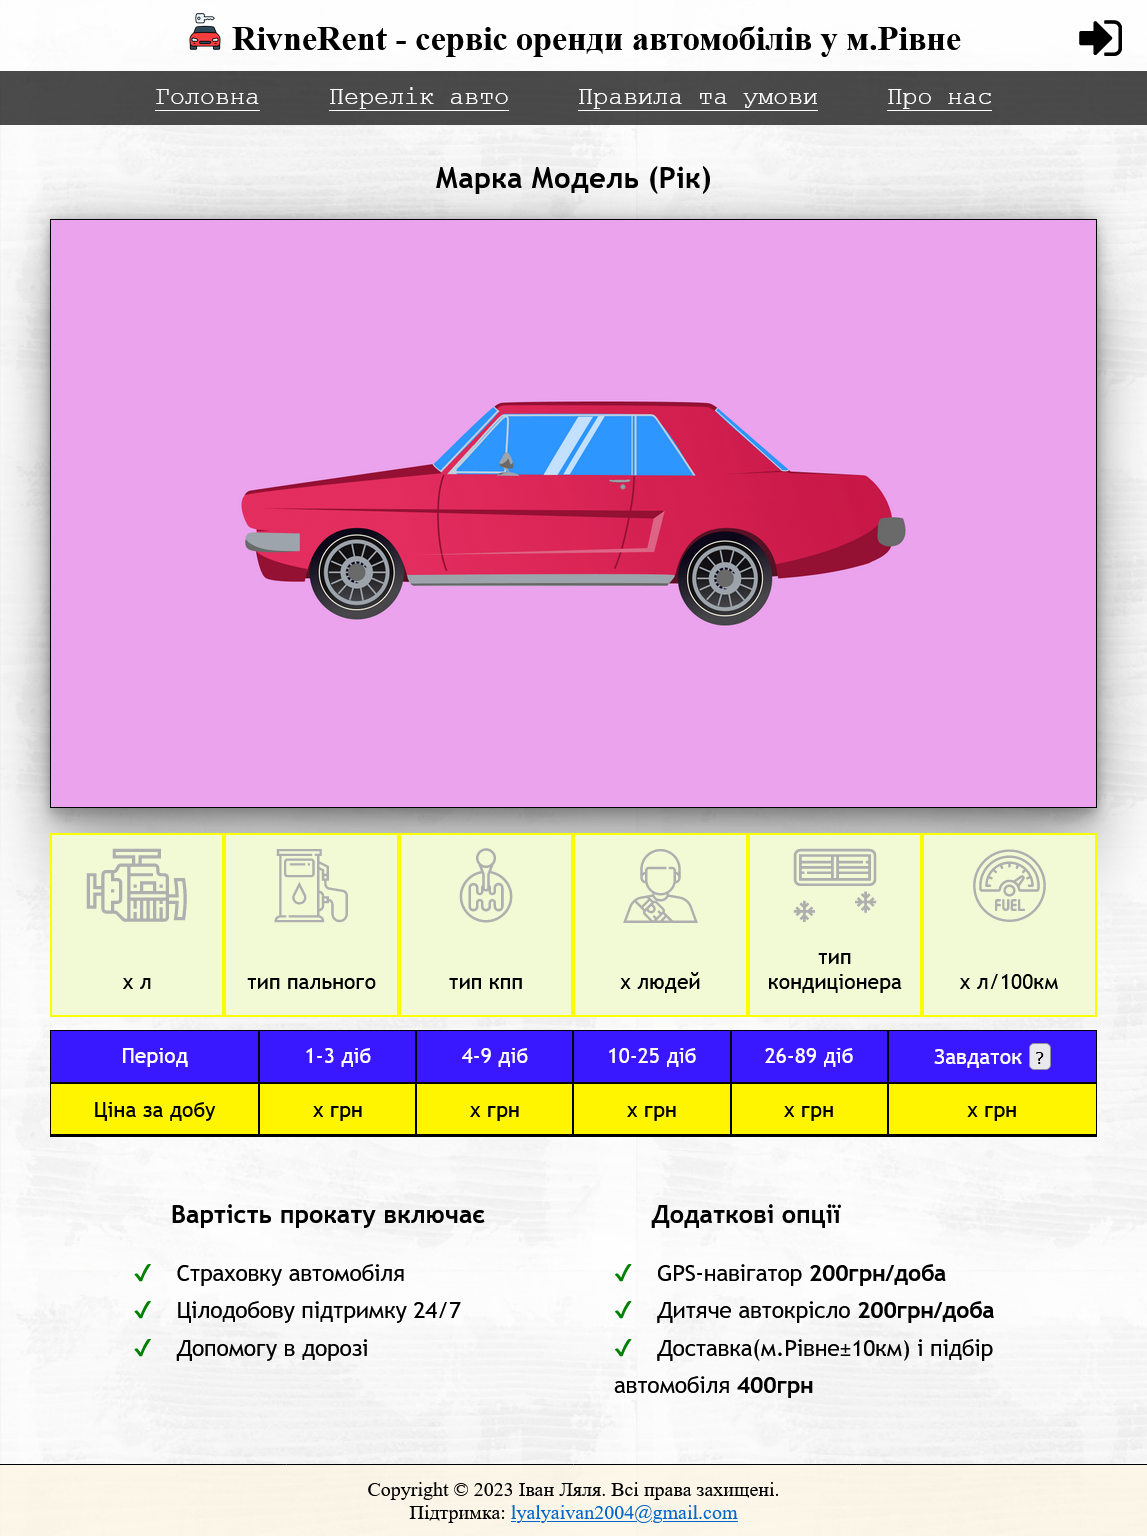 RivneRent - сервіс оренди автомобілів у м.Рівне
Головна Перелік авто Правила та умови Про нас
Марка Модель (Рік)
х л
тип пального
тип кпп
х людей
тип
кондиціонера
х л/100км
FUEL
Період 1-3 діб 4-9 діб 10-25 діб 26-89 діб Завдаток ?
Ціна за добу х грн х грн х грн х грн х грн
Вартість прокату включає
✓ Страховку автомобіля
✓ Цілодобову підтримку 24/7
✓ Допомогу в дорозі
Додаткові опції
✓ GPS-навігатор 200грн/доба
✓ Дитяче автокрісло 200грн/доба
✓ Доставка(м.Рівне±10км) і підбір
автомобіля 400грн
Copyright © 2023 Іван Ляля. Всі права захищені.
Підтримка: lyalyaivan2004@gmail.com